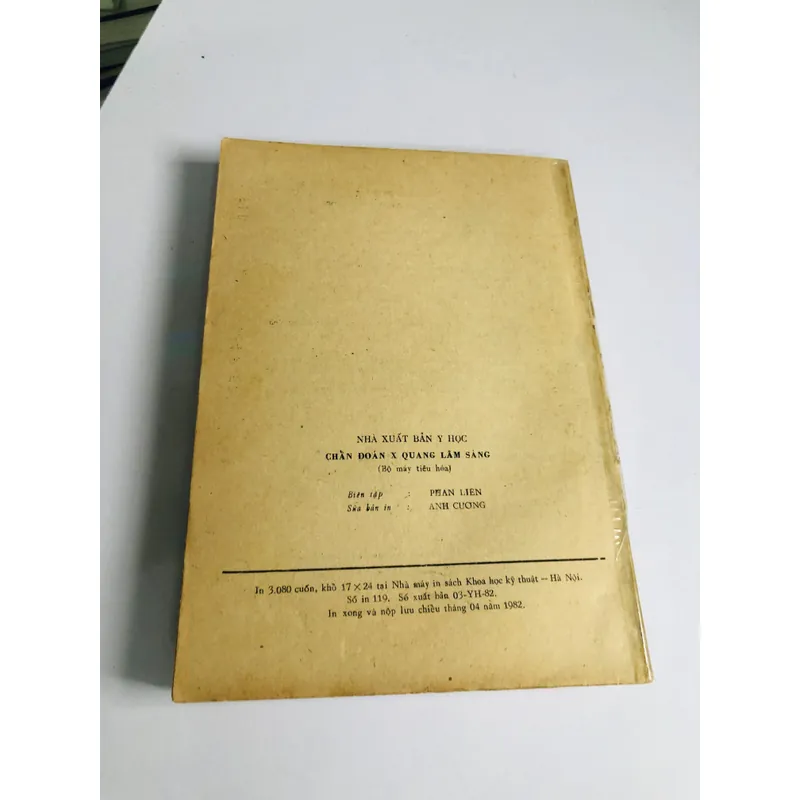 NHÀ XUẤT BẢN Y HỌC
CHẨN ĐOÁN X QUANG LÂM SÀNG
(Bộ máy tiêu hóa)
Biên tập : PHAN LIÊN
Sửa bản in : ANH CƯƠNG
In 3.080 cuốn, khổ 17 × 24 tại Nhà máy in sách Khoa học kỹ thuật — Hà Nội.
Số in 119. Số xuất bản 03-YH-82.
In xong và nộp lưu chiểu tháng 04 năm 1982.